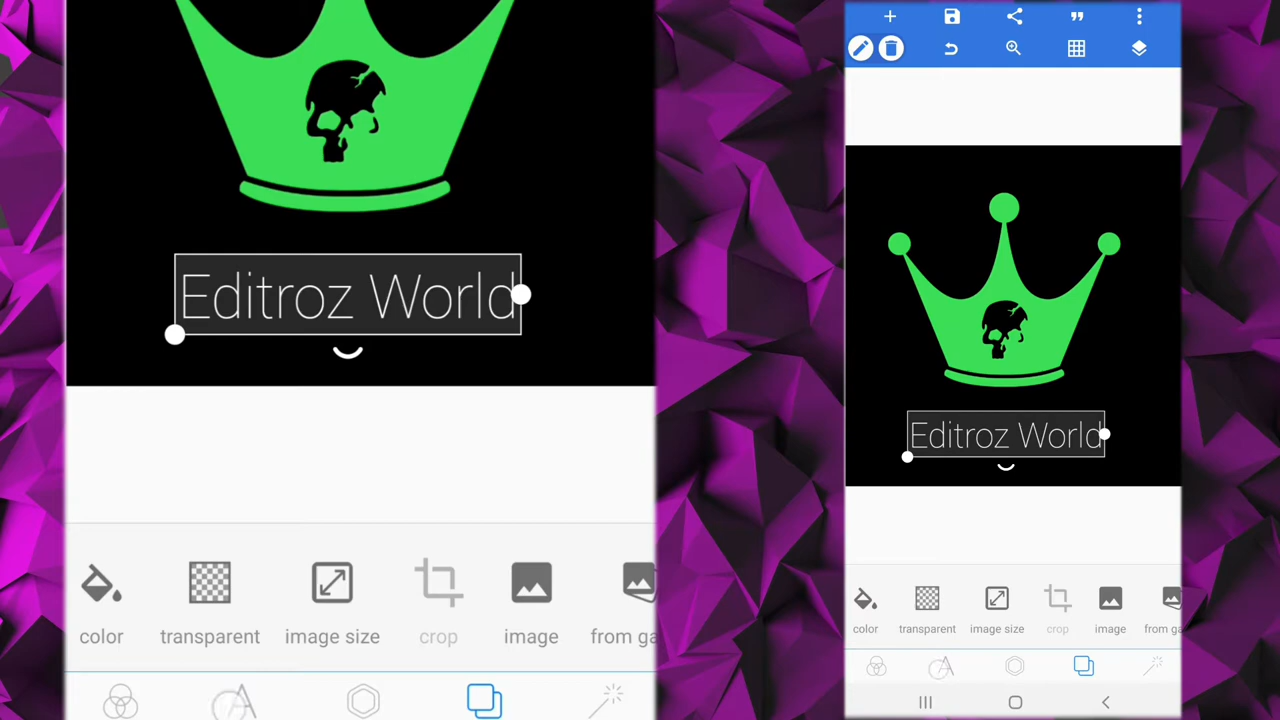 Editroz World
color
transparent
image size
crop
image
from ga
Editroz World
color
transparent
image size
crop
image
from ga